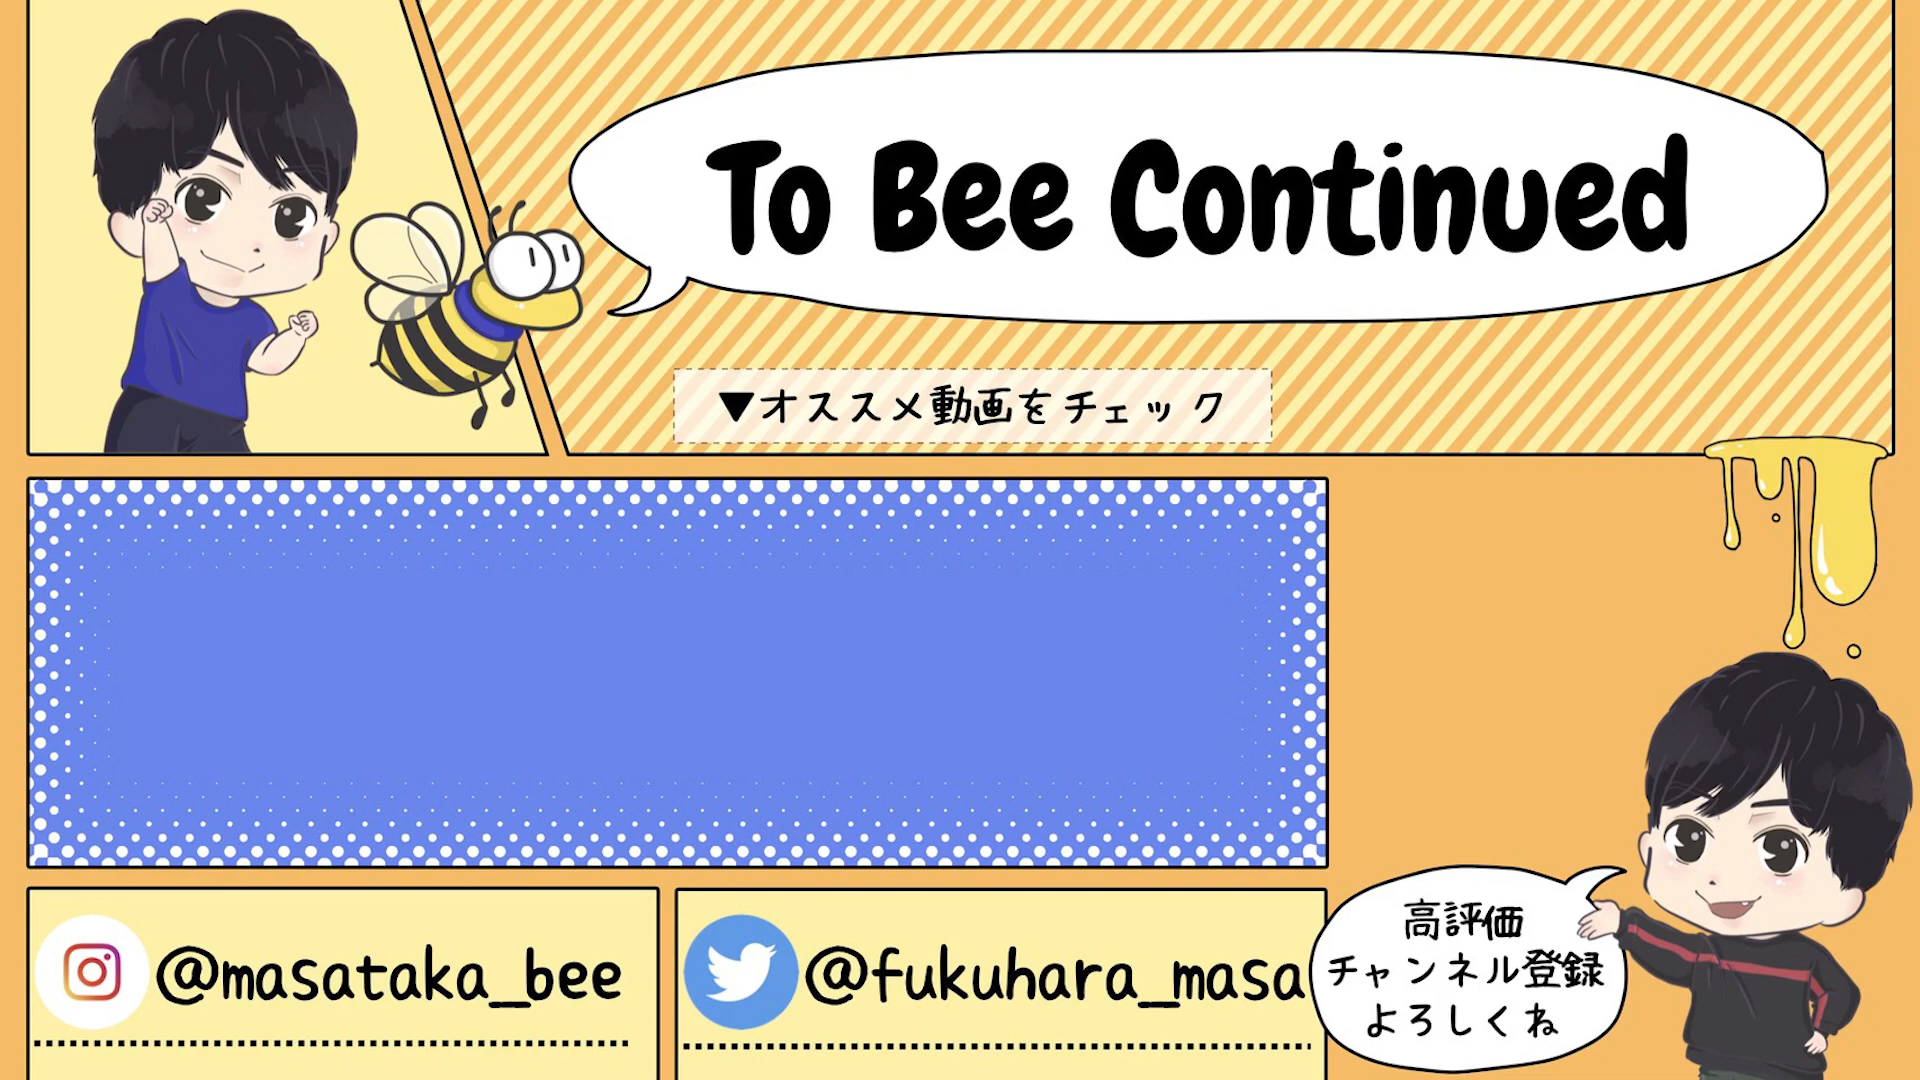 To Bee Continued
▼オススメ動画をチェック
@masataka_bee
@fukuhara_masa
高評価
チャンネル登録
よろしくね